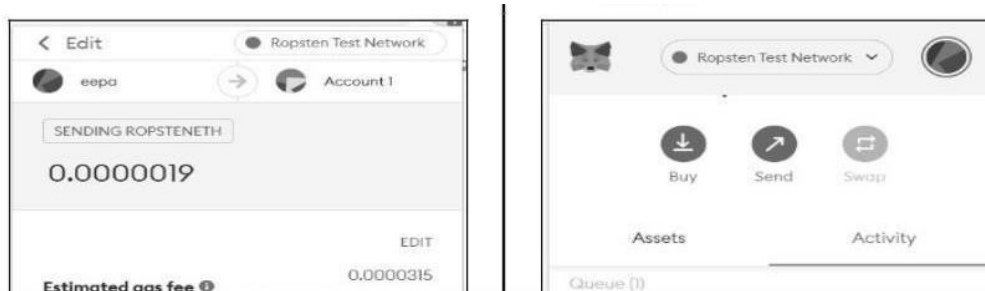 Edit
Ropsten Test Network
eepa
Account 1
SENDING ROPSTENETH
0.0000019
EDIT
Estimated gas fee
0.0000315
Ropsten Test Network
Buy
Send
Swap
Assets
Activity
Queue (1)